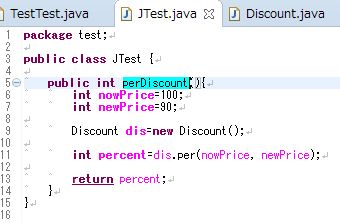 TestTest.java JTest.java Discount.java
1 package test;
2
3 public class JTest {
4
5 public int perDiscount(){
6 int nowPrice=100;
7 int newPrice=90;
8
9 Discount dis=new Discount();
10
11 int percent=dis.per(nowPrice, newPrice);
12
13 return percent;
14 }
15 }